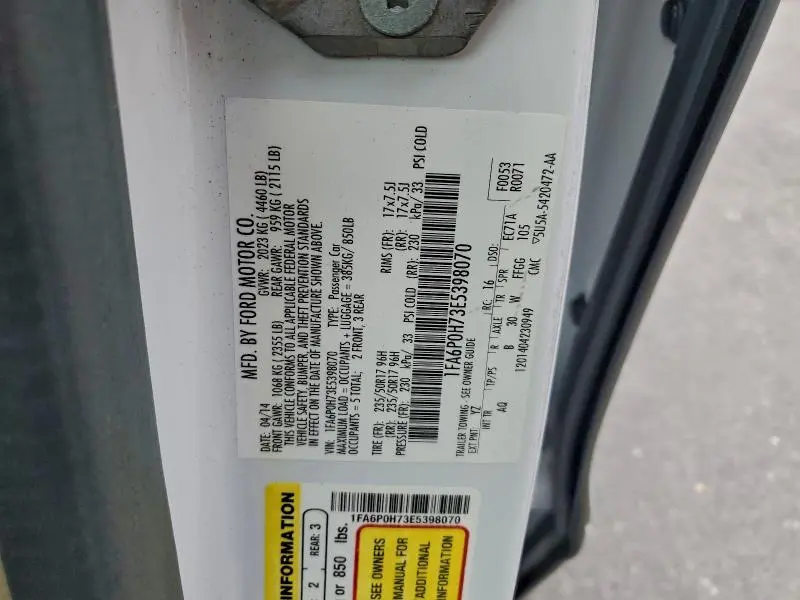 MFD. BY FORD MOTOR CO.
DATE: 04/14 GVWR: 2023 KG ( 4460 LB)
FRONT GAWR: 1068 KG ( 2355 LB) REAR GAWR: 959 KG ( 2115 LB)
THIS VEHICLE CONFORMS TO ALL APPLICABLE FEDERAL MOTOR
VEHICLE SAFETY, BUMPER, AND THEFT PREVENTION STANDARDS
IN EFFECT ON THE DATE OF MANUFACTURE SHOWN ABOVE.
VIN: 1FA6P0H73E5398070 TYPE: Passenger Car
MAXIMUM LOAD = OCCUPANTS + LUGGAGE = 385KG/ 850LB
OCCUPANTS = 5 TOTAL: 2 FRONT, 3 REAR
TIRE (FR): 235/50R17 96H RIMS (FR): 17x7.5J
(RR): 235/50R17 96H (RR): 17x7.5J
PRESSURE (FR): 230 kPa/ 33 PSI COLD (RR): 230 kPa/ 33 PSI COLD
1FA6P0H73E5398070
TRAILER TOWING - SEE OWNER GUIDE
EXT PNT: YZ RC: 16 DSO: F0053
R0071
INT TR TP/PS R AXLE TR SPR EC71A
AQ B 30 W FFGG 105
1201404230949 CMC ▽5U5A-5420472-AA
INFORMATION
2 REAR: 3
or 850 lbs.
1FA6P0H73E5398070
SEE OWNERS
MANUAL FOR
ADDITIONAL
INFORMATION